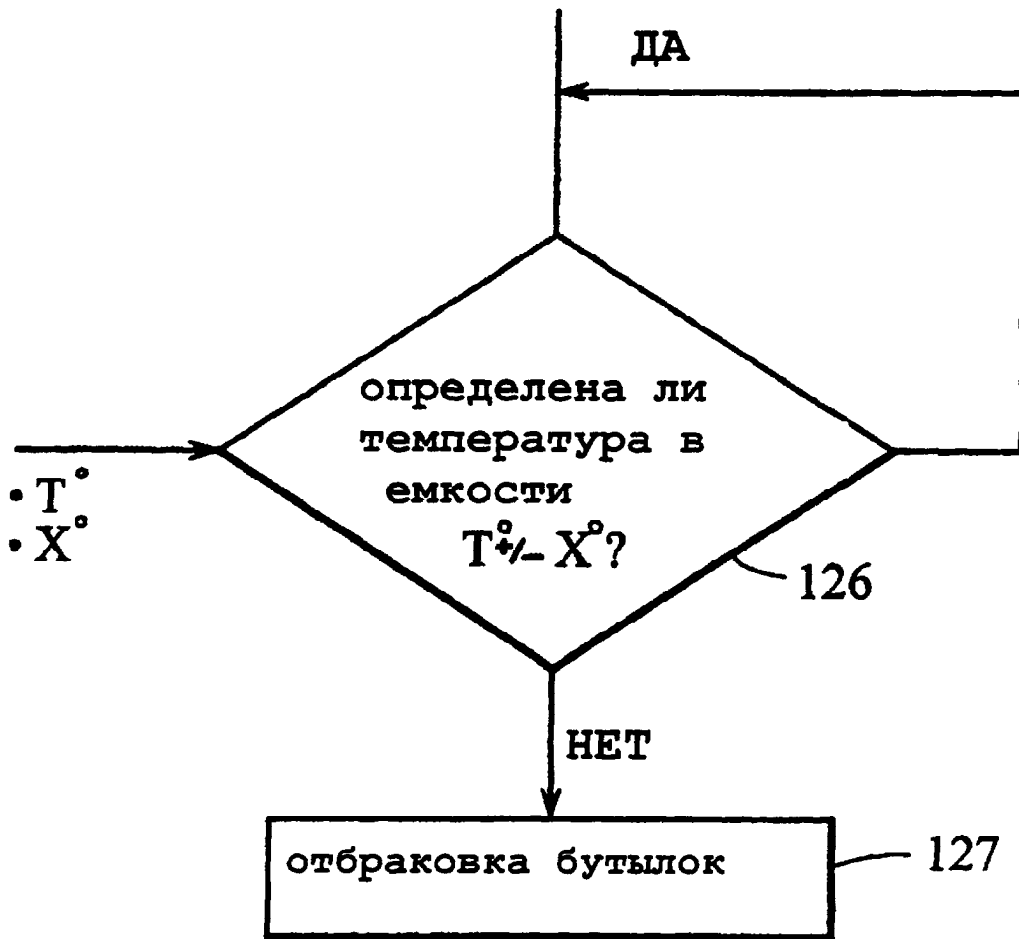 ДА
определена ли
температура в
емкости
T°+/- X°?
• T°
• X°
126
НЕТ
отбраковка бутылок
127